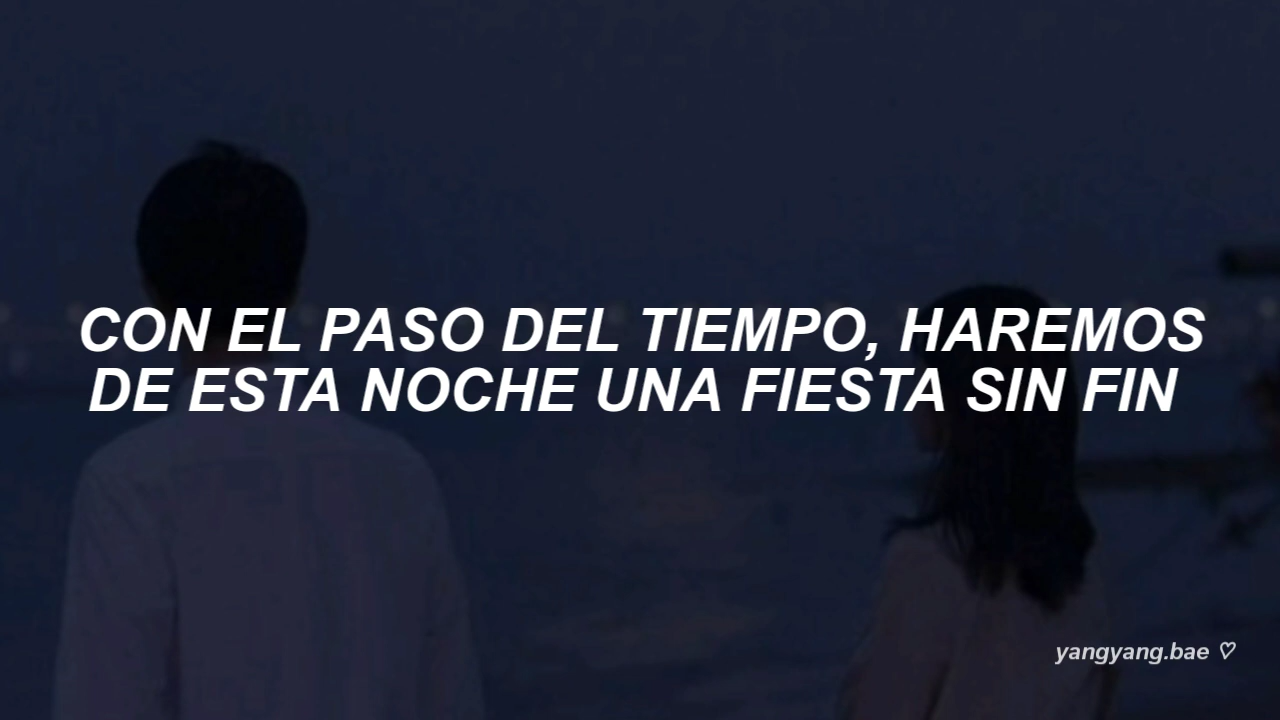 CON EL PASO DEL TIEMPO, HAREMOS
DE ESTA NOCHE UNA FIESTA SIN FIN
yangyang.bae ♡